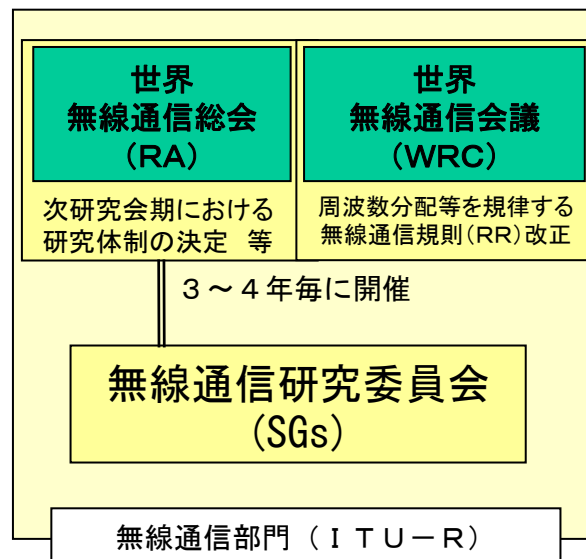 世界
無線通信総会
（RA）
世界
無線通信会議
（WRC）
次研究会期における
研究体制の決定　等
周波数分配等を規律する
無線通信規則（RR）改正
３～４年毎に開催
無線通信研究委員会
（SGs）
無線通信部門（ＩＴＵ－Ｒ）